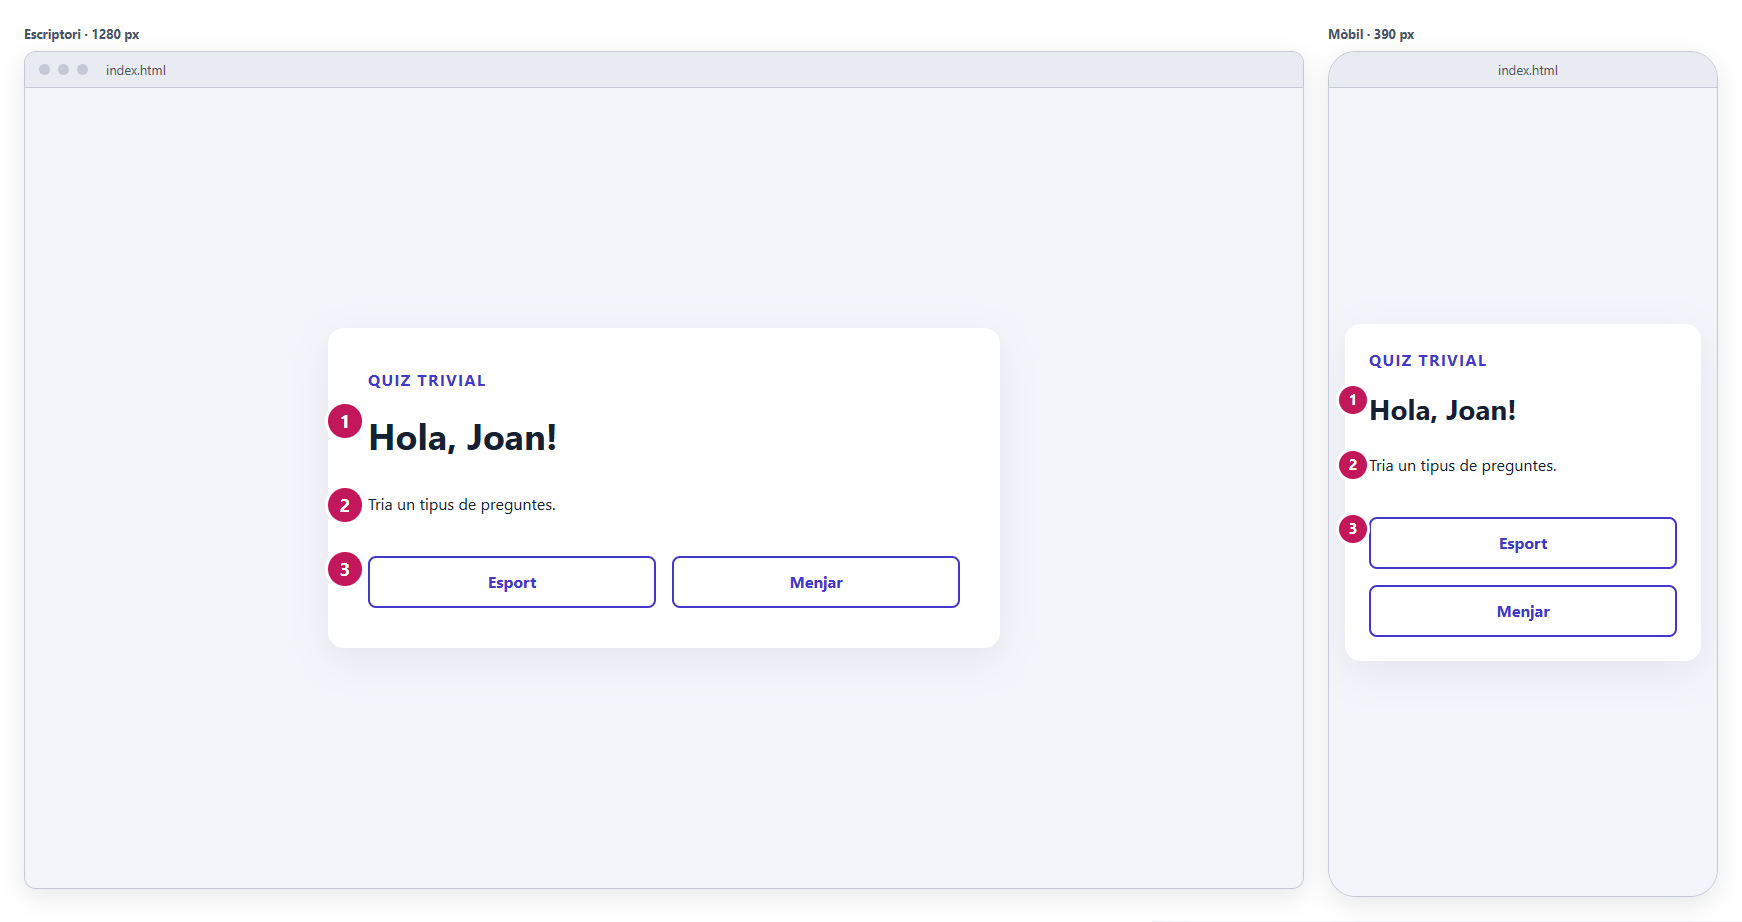 Escriptori · 1280 px
index.html
QUIZ TRIVIAL
1
Hola, Joan!
2
Tria un tipus de preguntes.
3
Esport
Menjar
Mòbil · 390 px
index.html
QUIZ TRIVIAL
1
Hola, Joan!
2
Tria un tipus de preguntes.
3
Esport
Menjar